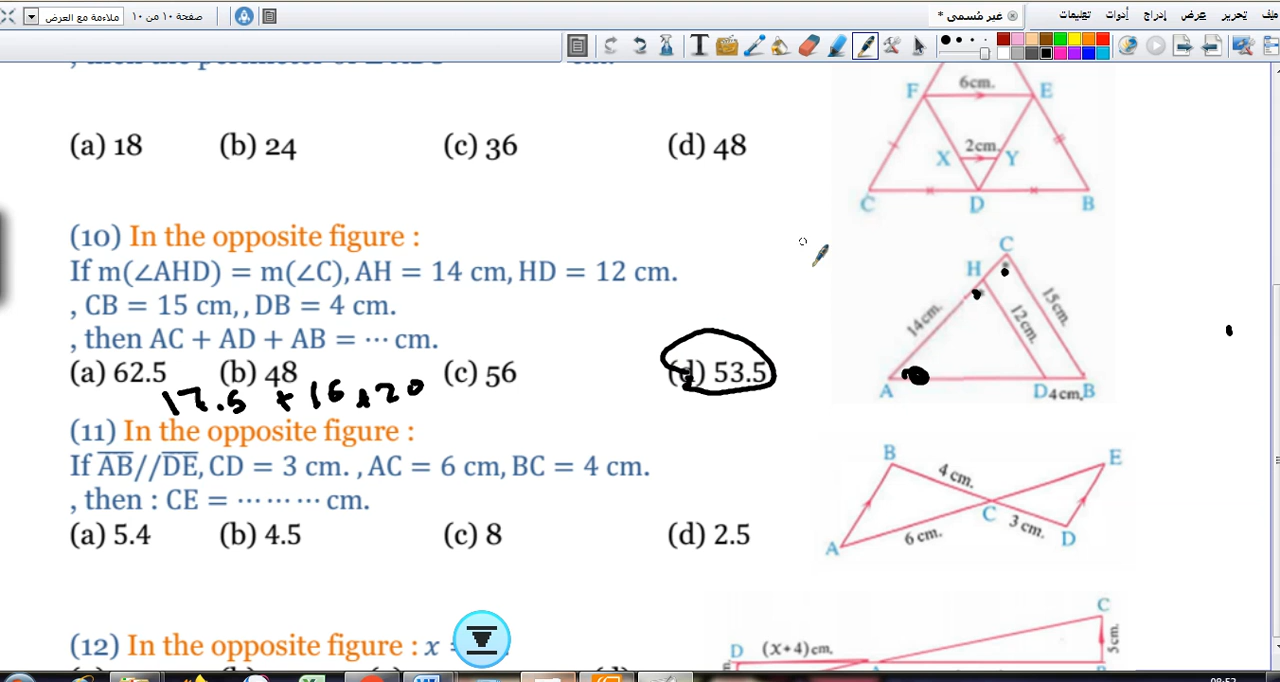 ملف تحرير عرض إدراج أدوات تعليمات
غير مُسمى *
صفحة ١٠ من ١٠
ملاءمة مع العرض
(a) 18 (b) 24 (c) 36 (d) 48
F 6cm. E
X 2cm. Y
C D B
(10) In the opposite figure :
If m(∠AHD) = m(∠C), AH = 14 cm, HD = 12 cm.
, CB = 15 cm,, DB = 4 cm.
, then AC + AD + AB = ⋯ cm.
(a) 62.5 (b) 48 (c) 56 (d) 53.5
17.5 + 16 + 20
C
H
14cm. 12cm. 15cm.
A D 4cm. B
(11) In the opposite figure :
If A̅B̅//D̅E̅, CD = 3 cm. , AC = 6 cm, BC = 4 cm.
, then : CE = ⋯ ⋯ ⋯ cm.
(a) 5.4 (b) 4.5 (c) 8 (d) 2.5
B E
4 cm.
C
3 cm.
A 6 cm. D
(12) In the opposite figure : x
C
5cm.
D (x+4)cm.